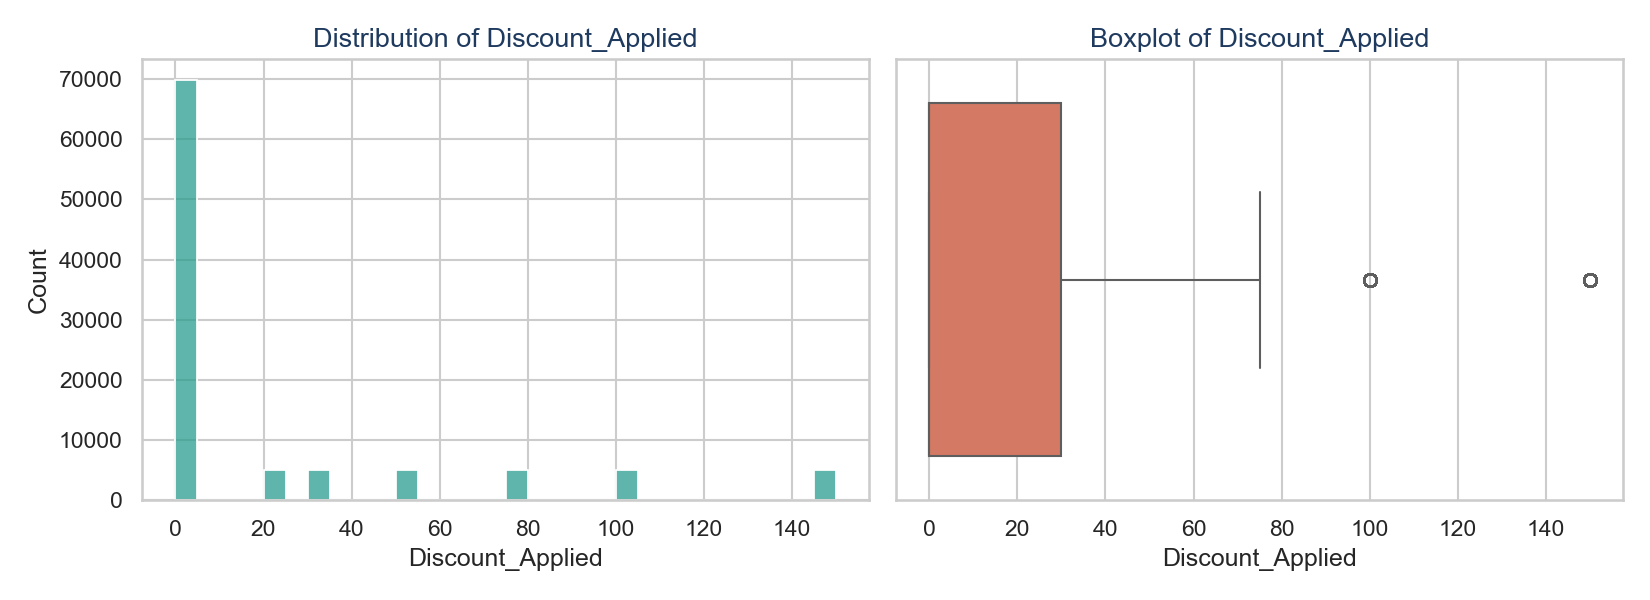 Distribution of Discount_Applied
Count
70000
60000
50000
40000
30000
20000
10000
0
0 20 40 60 80 100 120 140
Discount_Applied
Boxplot of Discount_Applied
0 20 40 60 80 100 120 140
Discount_Applied